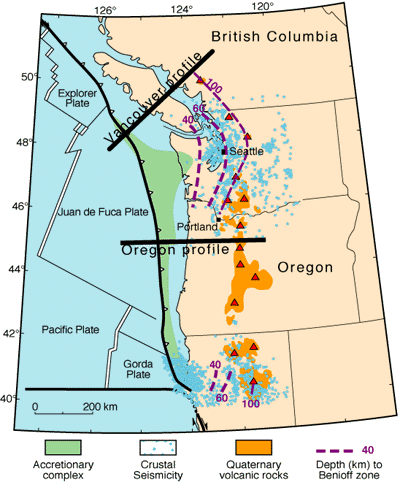 126°
124°
120°
British Columbia
50°
100
Vancouver profile
Explorer
Plate
60
40
48°
Seattle
Juan de Fuca Plate
46°
Portland
Oregon profile
Oregon
44°
42°
Pacific Plate
Gorda
Plate
40
60
100
40°
0 200 km
Accretionary
complex
Crustal
Seismicity
Quaternary
volcanic rocks
40
Depth (km) to
Benioff zone